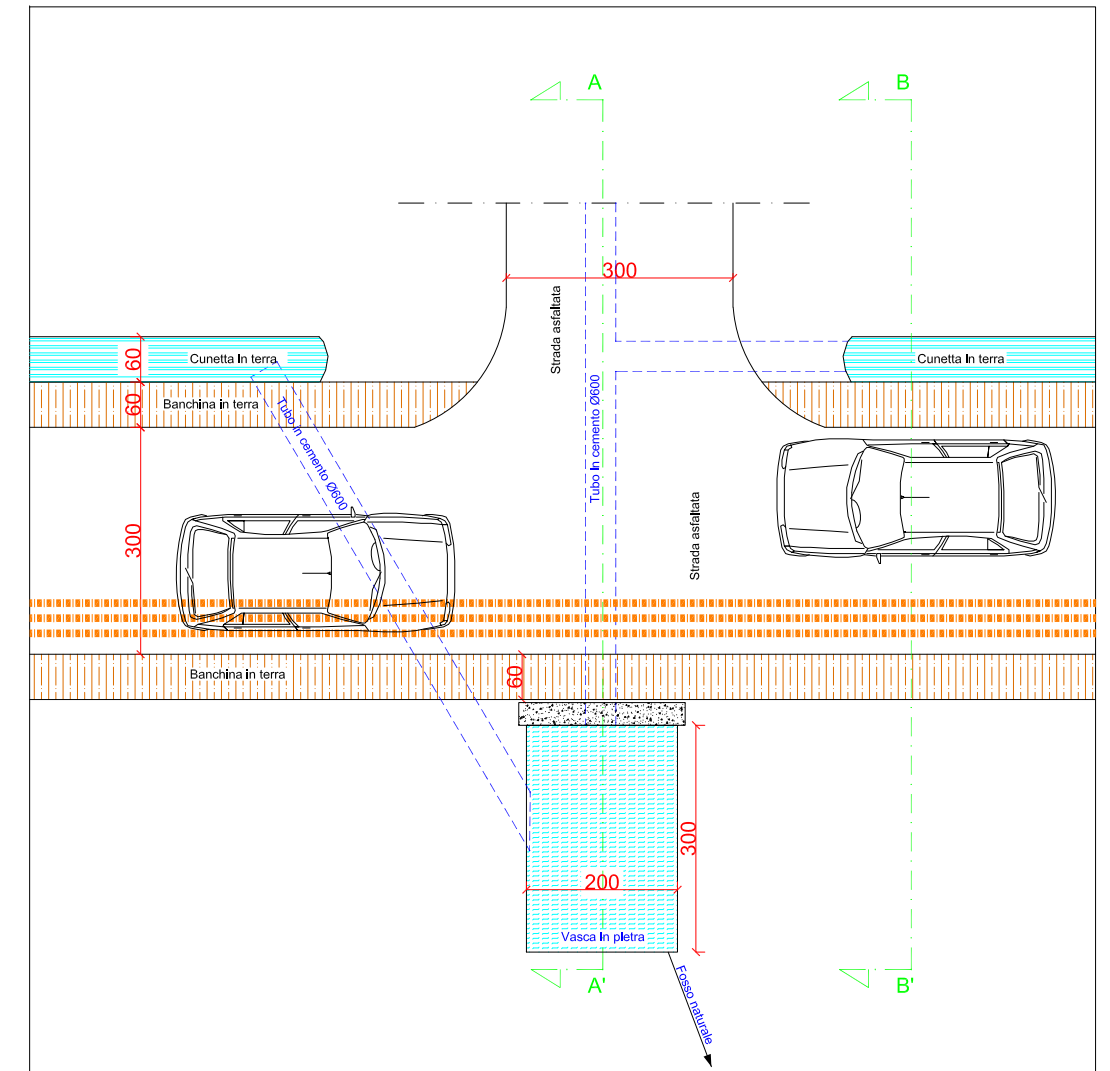 A
B
300
Strada asfaltata
60
Cunetta In terra
Cunetta In terra
60
Banchina in terra
Tubo in cemento Ø600
Tubo In cemento Ø600
300
Strada asfaltata
Banchina in terra
60
300
200
Vasca In pietra
A'
B'
Fosso naturale